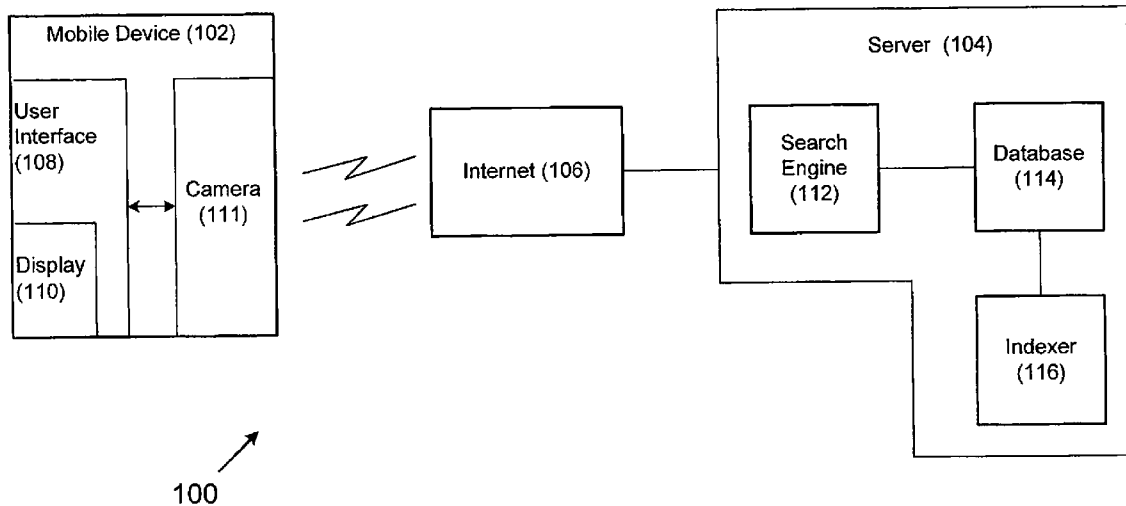 Mobile Device (102)
User
Interface
(108)
Camera
(111)
Display
(110)
Internet (106)
Server (104)
Search
Engine
(112)
Database
(114)
Indexer
(116)
100